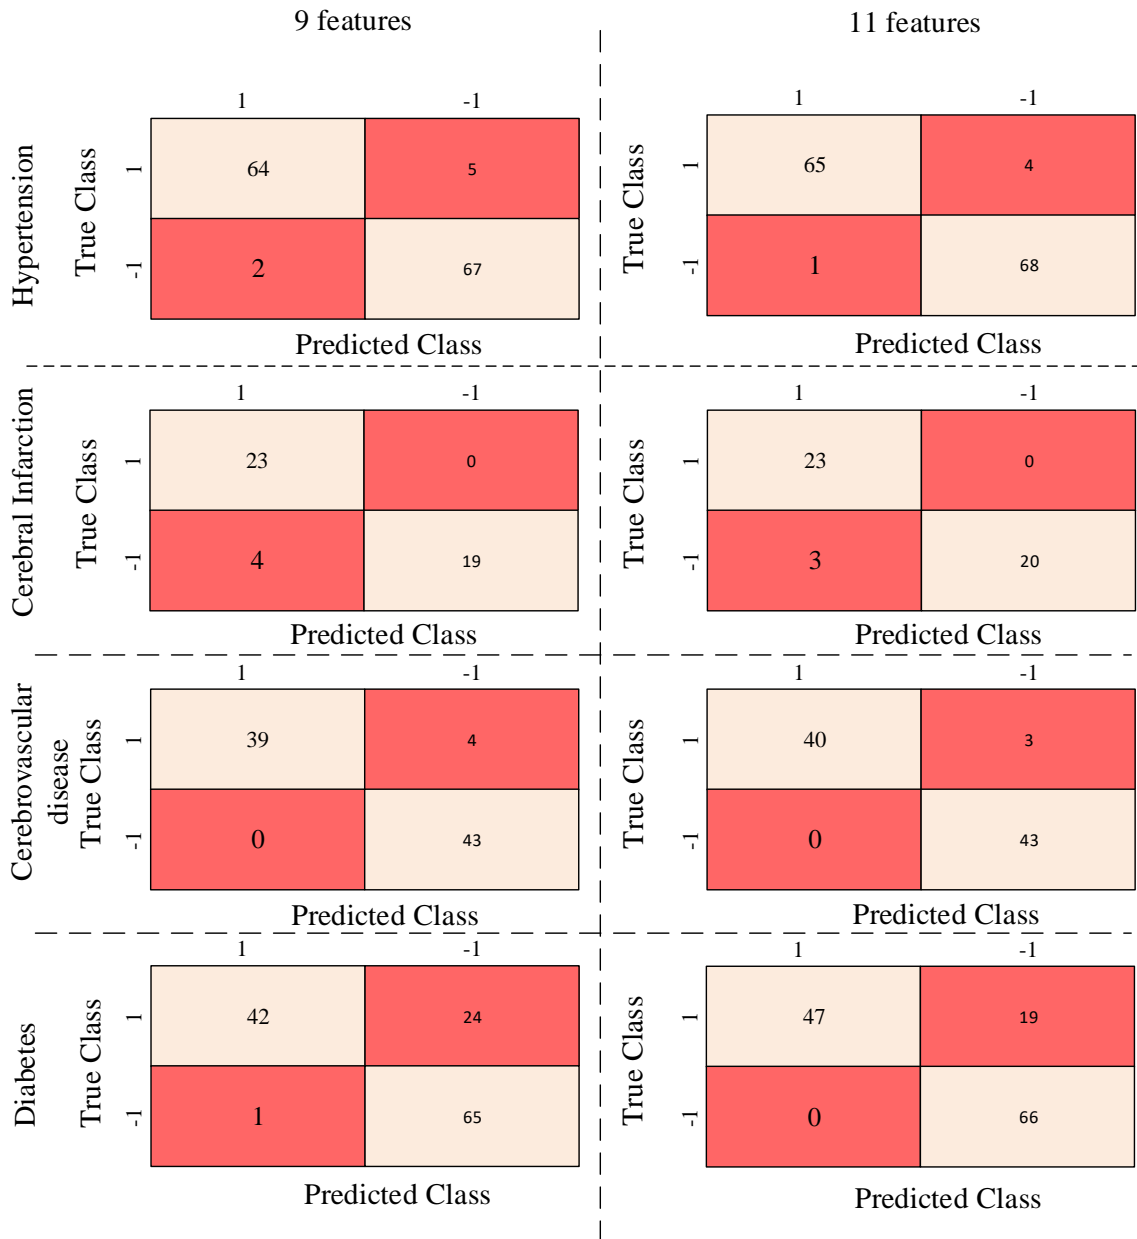 9 features
11 features
Hypertension
True Class
1 -1
1 64 5
-1 2 67
Predicted Class
True Class
1 -1
1 65 4
-1 1 68
Predicted Class
Cerebral Infarction
True Class
1 -1
1 23 0
-1 4 19
Predicted Class
True Class
1 -1
1 23 0
-1 3 20
Predicted Class
Cerebrovascular
disease
True Class
1 -1
1 39 4
-1 0 43
Predicted Class
True Class
1 -1
1 40 3
-1 0 43
Predicted Class
Diabetes
True Class
1 -1
1 42 24
-1 1 65
Predicted Class
True Class
1 -1
1 47 19
-1 0 66
Predicted Class